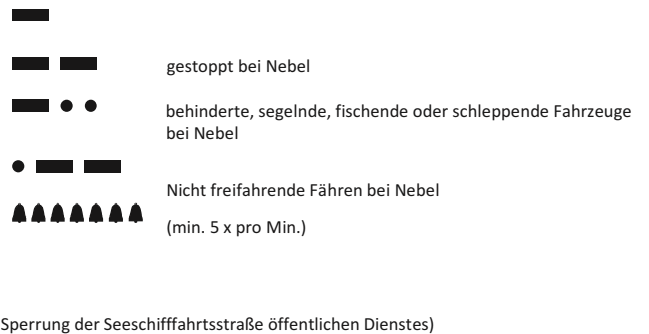 gestoppt bei Nebel
behinderte, segelnde, fischende oder schleppende Fahrzeuge
bei Nebel
Nicht freifahrende Fähren bei Nebel
(min. 5 x pro Min.)
Sperrung der Seeschifffahrtsstraße öffentlichen Dienstes)